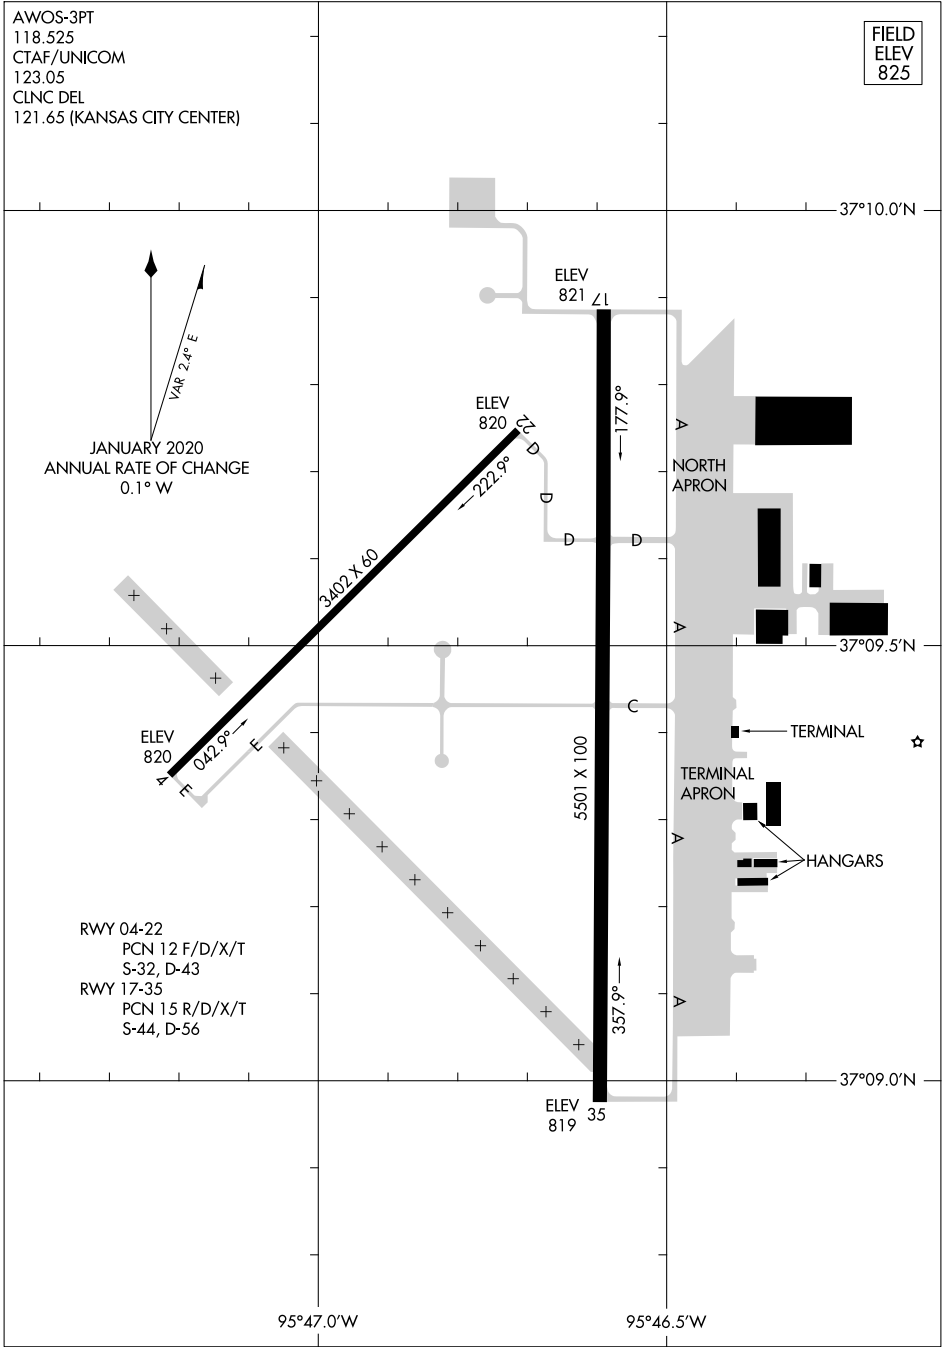 AWOS-3PT
118.525
CTAF/UNICOM
123.05
CLNC DEL
121.65 (KANSAS CITY CENTER)
FIELD
ELEV
825
37°10.0'N
VAR 2.4° E
JANUARY 2020
ANNUAL RATE OF CHANGE
0.1° W
ELEV
821
17
177.9°
ELEV
820
22
222.9°
D
D
D
D
A
NORTH
APRON
3402 X 60
A
37°09.5'N
C
ELEV
820
4
042.9°
E
E
TERMINAL
5501 X 100
TERMINAL
APRON
A
HANGARS
RWY 04-22
PCN 12 F/D/X/T
S-32, D-43
RWY 17-35
PCN 15 R/D/X/T
S-44, D-56
357.9°
A
37°09.0'N
ELEV
819
35
95°47.0'W
95°46.5'W